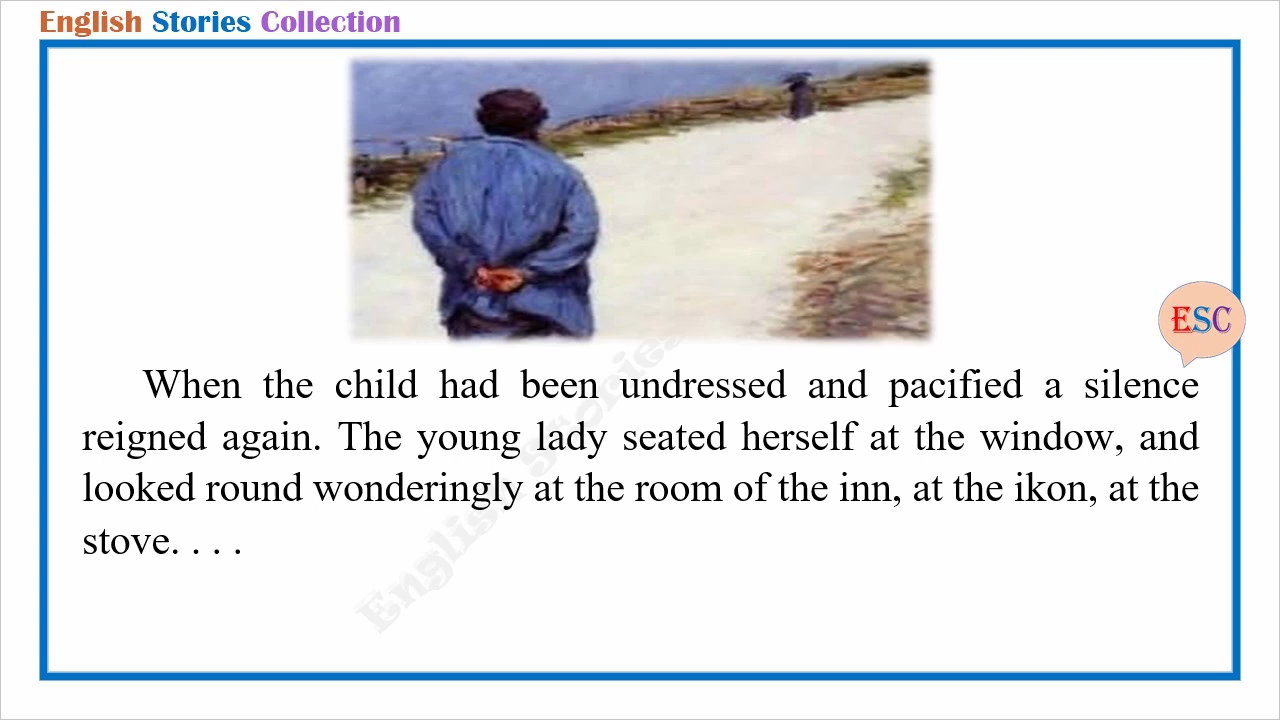 English Stories Collection
ESC
When the child had been undressed and pacified a silence
reigned again. The young lady seated herself at the window, and
looked round wonderingly at the room of the inn, at the ikon, at the
stove. . . .
English Stories